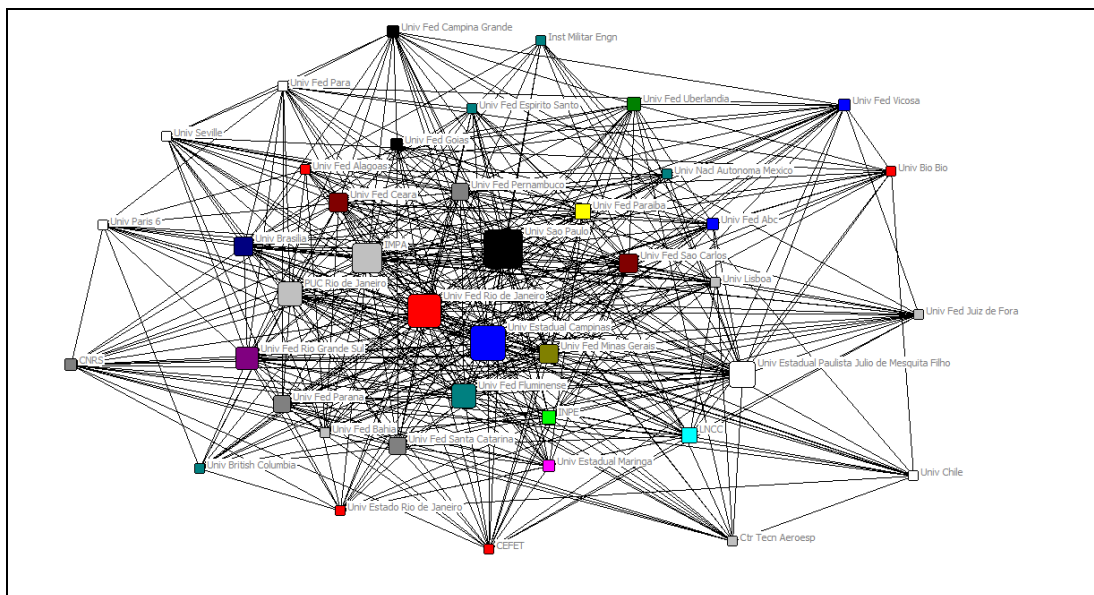 Univ Fed Campina Grande
Inst Militar Engn
Univ Fed Para
Univ Fed Espirito Santo
Univ Fed Uberlandia
Univ Fed Vicosa
Univ Seville
Univ Fed Goias
Univ Fed Alagoas
Univ Nacl Autonoma Mexico
Univ Bio Bio
Univ Fed Ceara
Univ Fed Pernambuco
Univ Fed Paraiba
Univ Paris 6
Univ Sao Paulo
Univ Fed Abc
Univ Brasilia
IMPA
Univ Fed Sao Carlos
PUC Rio de Janeiro
Univ Lisboa
Univ Fed Rio de Janeiro
Univ Fed Juiz de Fora
Univ Estadual Campinas
Univ Fed Rio Grande Sul
Univ Fed Minas Gerais
CNRS
Univ Estadual Paulista Julio de Mesquita Filho
Univ Fed Fluminense
Univ Fed Parana
INPE
Univ Fed Bahia
Univ Fed Santa Catarina
LNCC
Univ British Columbia
Univ Estadual Maringa
Univ Chile
Univ Estado Rio de Janeiro
Ctr Tecn Aeroesp
CEFET